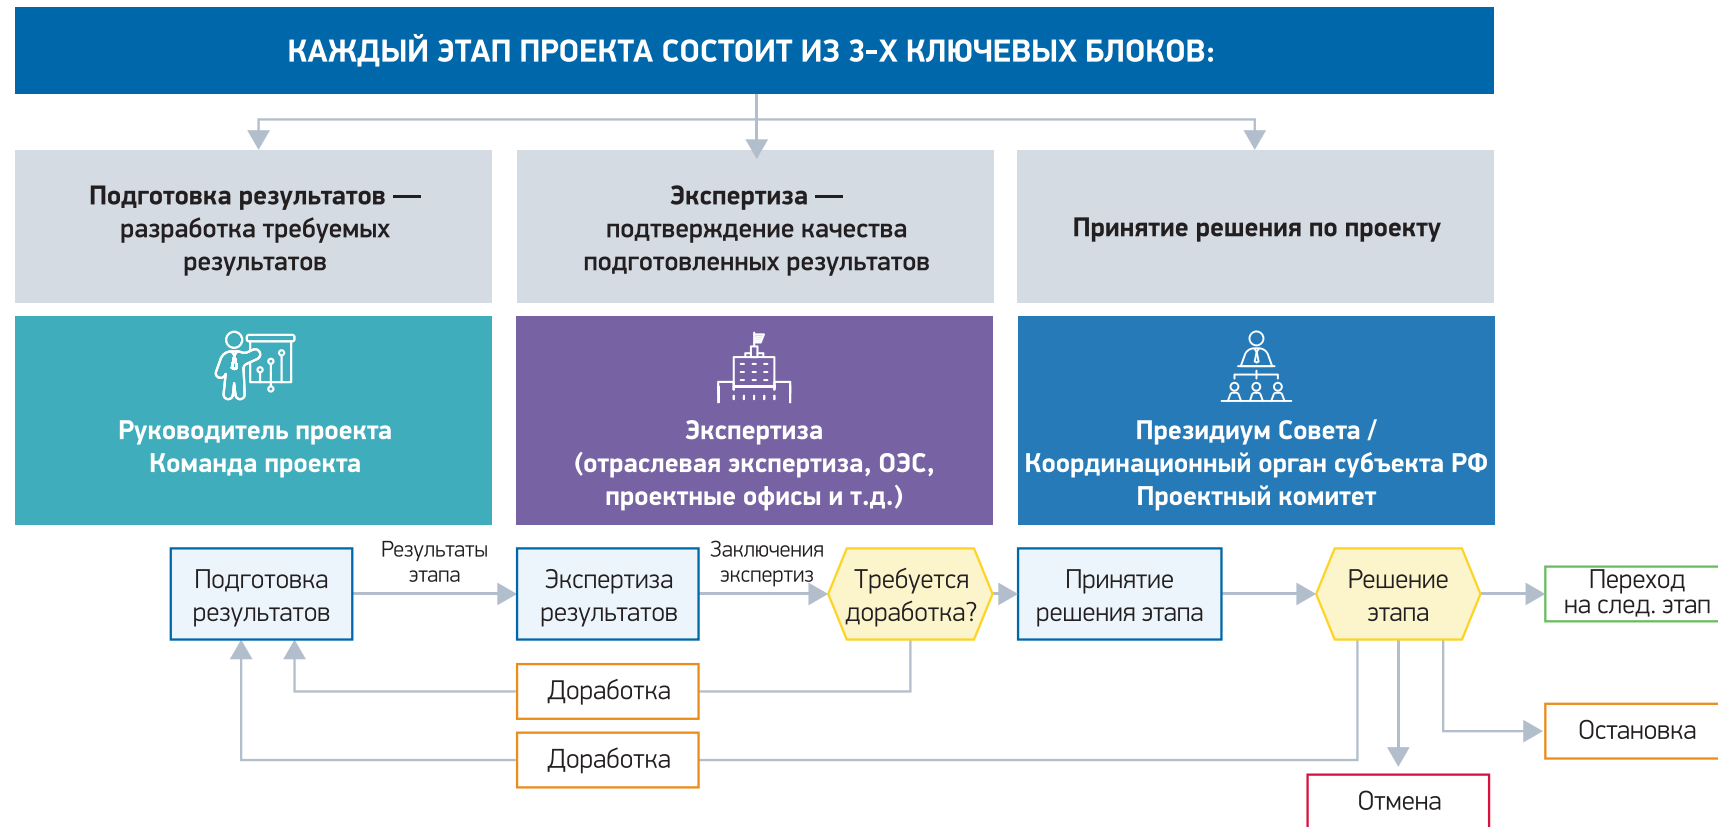 КАЖДЫЙ ЭТАП ПРОЕКТА СОСТОИТ ИЗ 3-Х КЛЮЧЕВЫХ БЛОКОВ:
Подготовка результатов —
разработка требуемых
результатов
Экспертиза —
подтверждение качества
подготовленных результатов
Принятие решения по проекту
Руководитель проекта
Команда проекта
Экспертиза
(отраслевая экспертиза, ОЭС,
проектные офисы и т.д.)
Президиум Совета /
Координационный орган субъекта РФ
Проектный комитет
Подготовка
результатов
Результаты
этапа
Экспертиза
результатов
Заключения
экспертиз
Требуется
доработка?
Принятие
решения этапа
Решение
этапа
Переход
на след. этап
Доработка
Доработка
Остановка
Отмена